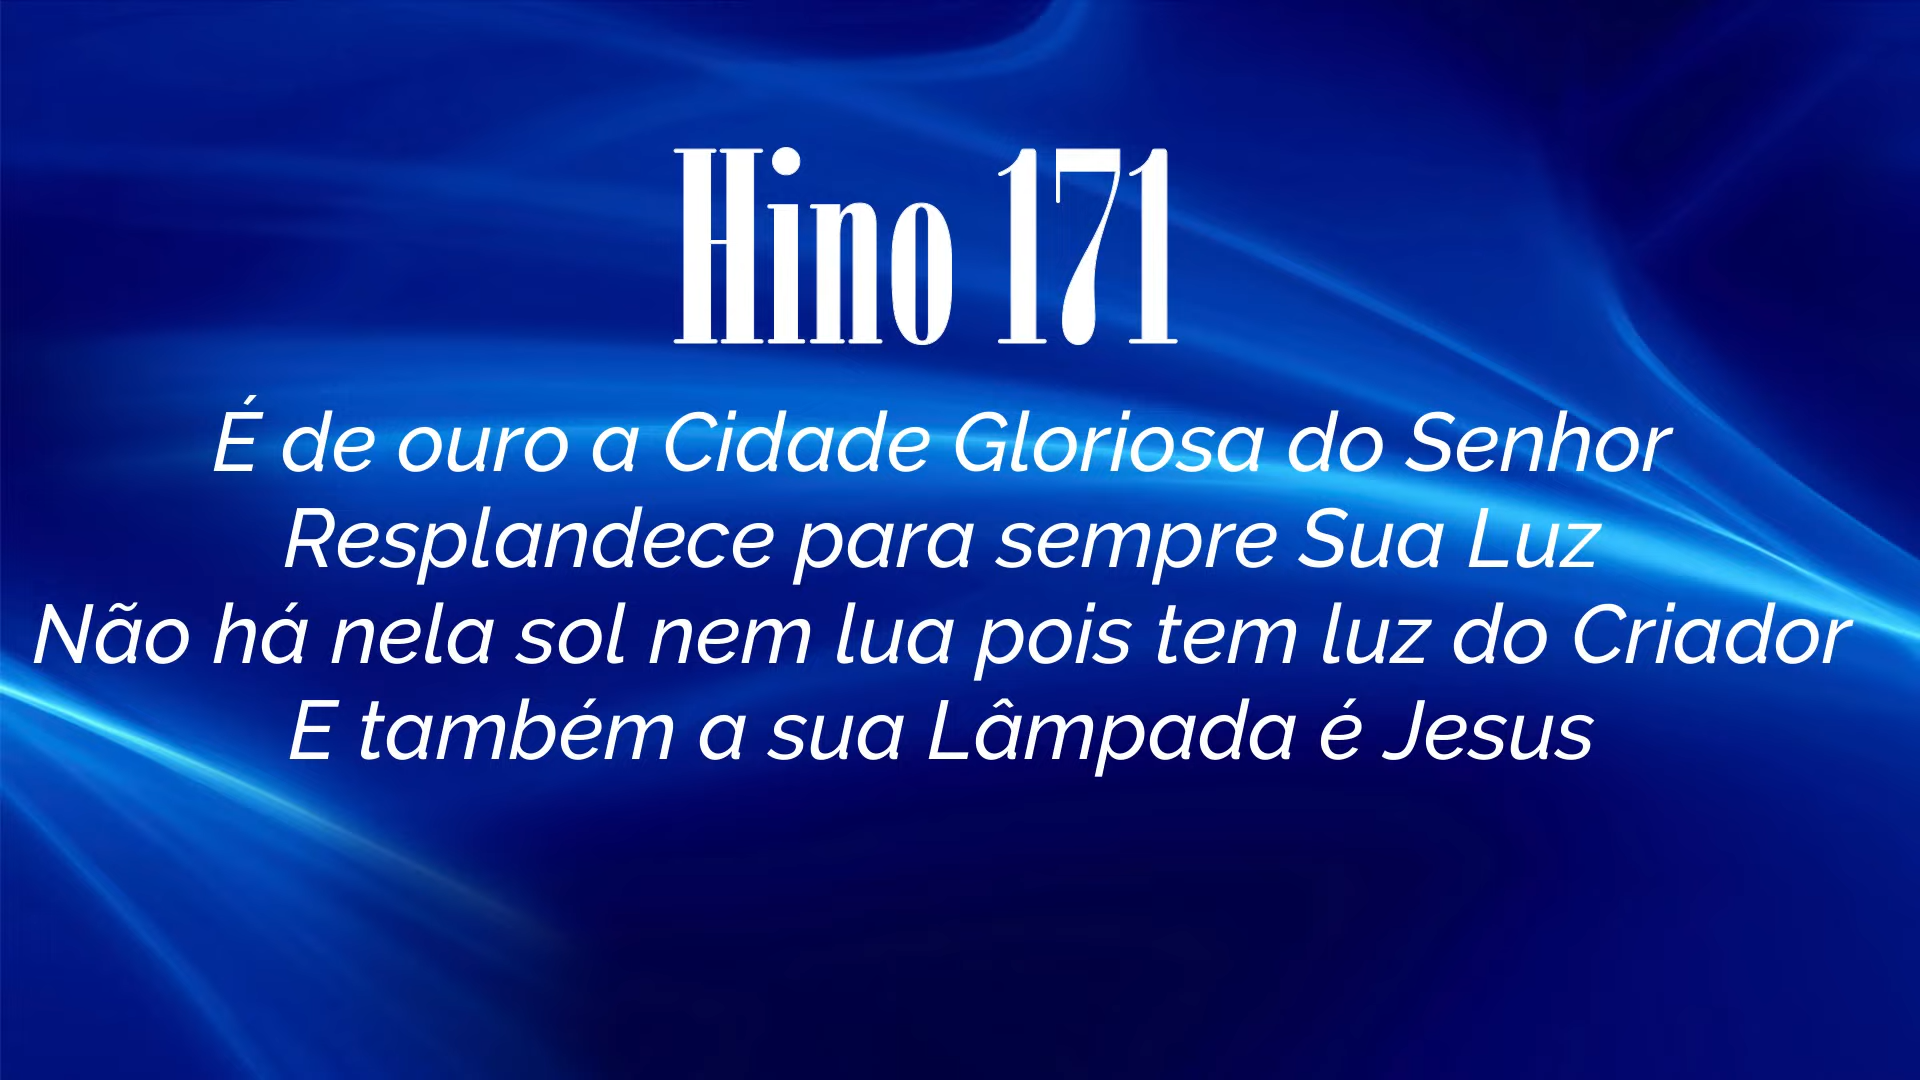 Hino 171
É de ouro a Cidade Gloriosa do Senhor
Resplandece para sempre Sua Luz
Não há nela sol nem lua pois tem luz do Criador
E também a sua Lâmpada é Jesus